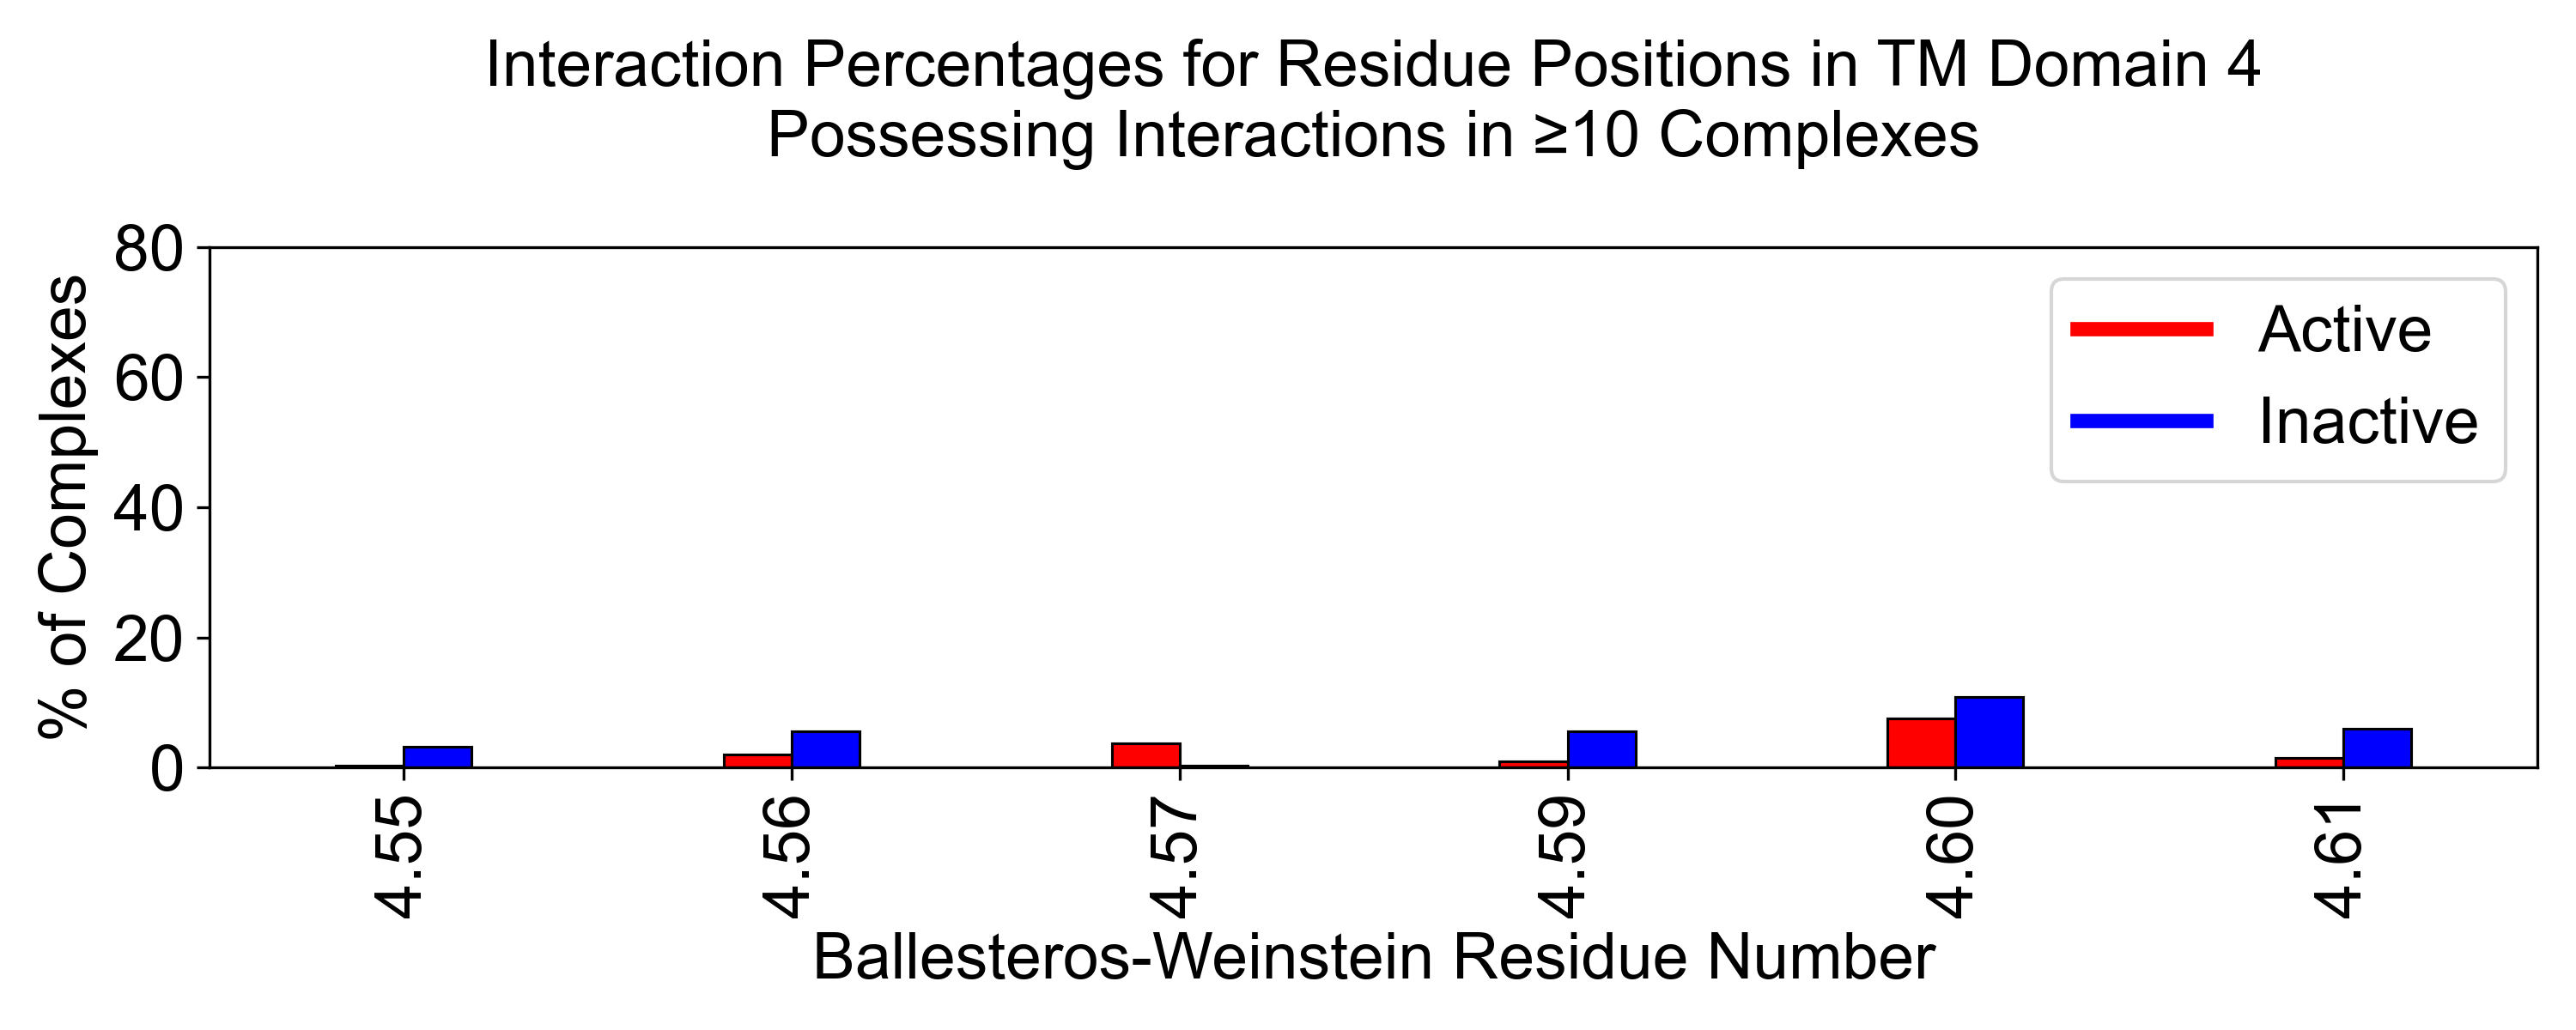 Interaction Percentages for Residue Positions in TM Domain 4
Possessing Interactions in ≥10 Complexes
80
60
40
20
0
% of Complexes
Active
Inactive
4.55
4.56
4.57
4.59
4.60
4.61
Ballesteros-Weinstein Residue Number